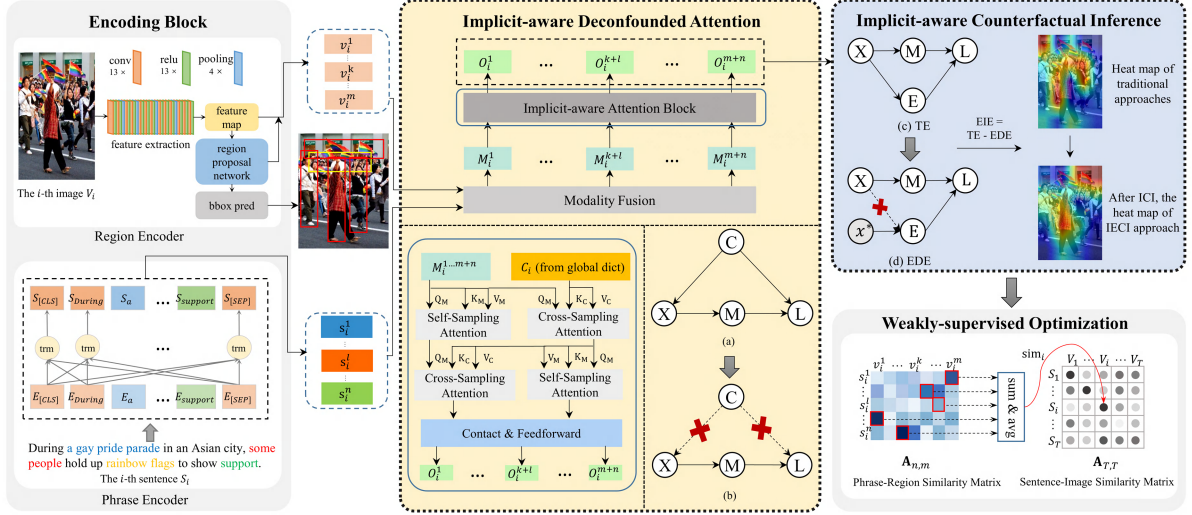 Encoding Block
conv
13 ×
relu
13 ×
pooling
4 ×
feature extraction
feature map
region proposal network
bbox pred
The i-th image V_i
Region Encoder
S_[CLS] S_During S_a ... S_support S_[SEP]
trm trm ... trm
E_[CLS] E_During E_a ... E_support E_[SEP]
During a gay pride parade in an Asian city, some
people hold up rainbow flags to show support.
The i-th sentence S_i
Phrase Encoder
v_i^1
v_i^k
⋮
v_i^m
s_i^1
⋮
s_i^l
⋮
s_i^n
Implicit-aware Deconfounded Attention
O_i^1 ... O_i^{k+l} ... O_i^{m+n}
Implicit-aware Attention Block
M_i^1 ... M_i^{k+l} ... M_i^{m+n}
Modality Fusion
M_i^{1...m+n}
C_i (from global dict)
Q_M K_M V_M Q_M K_C V_C
Self-Sampling Attention
Cross-Sampling Attention
Q_M K_C V_C V_M K_M Q_M
Cross-Sampling Attention
Self-Sampling Attention
Contact & Feedforward
O_i^1 ... O_i^{k+l} ... O_i^{m+n}
C
X M L
(a)
C
X M L
(b)
Implicit-aware Counterfactual Inference
X M L
E
(c) TE
X M L
x* E
(d) EDE
EIE =
TE - EDE
Heat map of
traditional
approaches
After ICI, the
heat map of
IECI approach
Weakly-supervised Optimization
v_i^1 ... v_i^k ... v_i^m
s_i^1
⋮
s_i^l
⋮
s_i^n
A_{n,m}
Phrase-Region Similarity Matrix
sum & avg
sim_i
V_1 ... V_i ... V_T
S_1
⋮
S_i
⋮
S_T
A_{T,T}
Sentence-Image Similarity Matrix